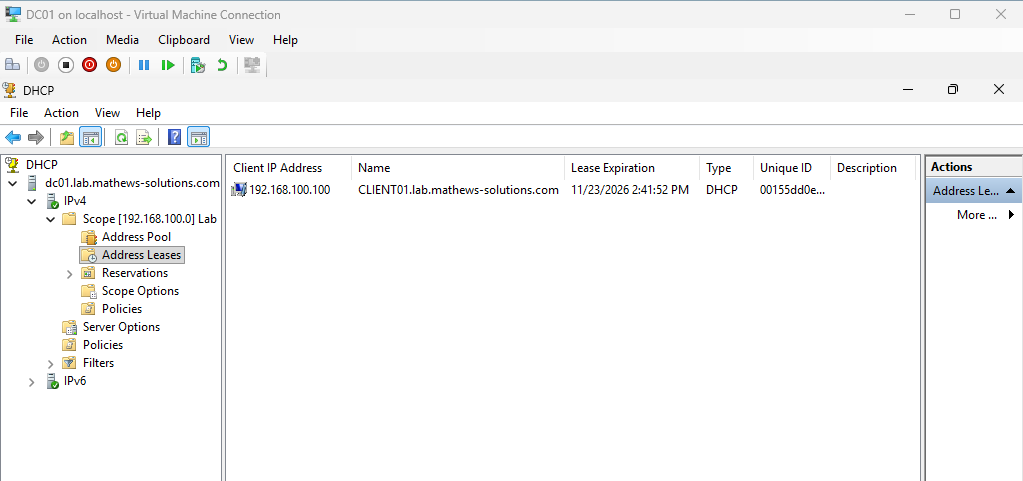 DC01 on localhost - Virtual Machine Connection
File Action Media Clipboard View Help
DHCP
File Action View Help
DHCP
dc01.lab.mathews-solutions.com
IPv4
Scope [192.168.100.0] Lab
Address Pool
Address Leases
Reservations
Scope Options
Policies
Server Options
Policies
Filters
IPv6
Client IP Address Name Lease Expiration Type Unique ID Description
192.168.100.100 CLIENT01.lab.mathews-solutions.com 11/23/2026 2:41:52 PM DHCP 00155dd0e...
Actions
Address Le...
More ...